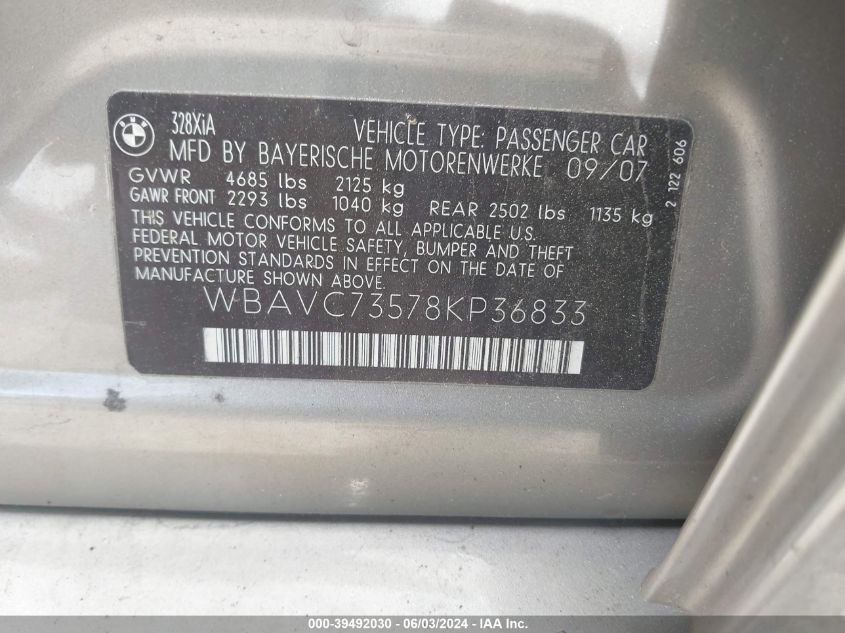 BMW
328XiA
VEHICLE TYPE: PASSENGER CAR
MFD BY BAYERISCHE MOTORENWERKE 09/07
GVWR 4685 lbs 2125 kg
GAWR FRONT 2293 lbs 1040 kg REAR 2502 lbs 1135 kg
THIS VEHICLE CONFORMS TO ALL APPLICABLE U.S.
FEDERAL MOTOR VEHICLE SAFETY, BUMPER AND THEFT
PREVENTION STANDARDS IN EFFECT ON THE DATE OF
MANUFACTURE SHOWN ABOVE.
WBAVC73578KP36833
2 122 606
000-39492030 - 06/03/2024 - IAA Inc.